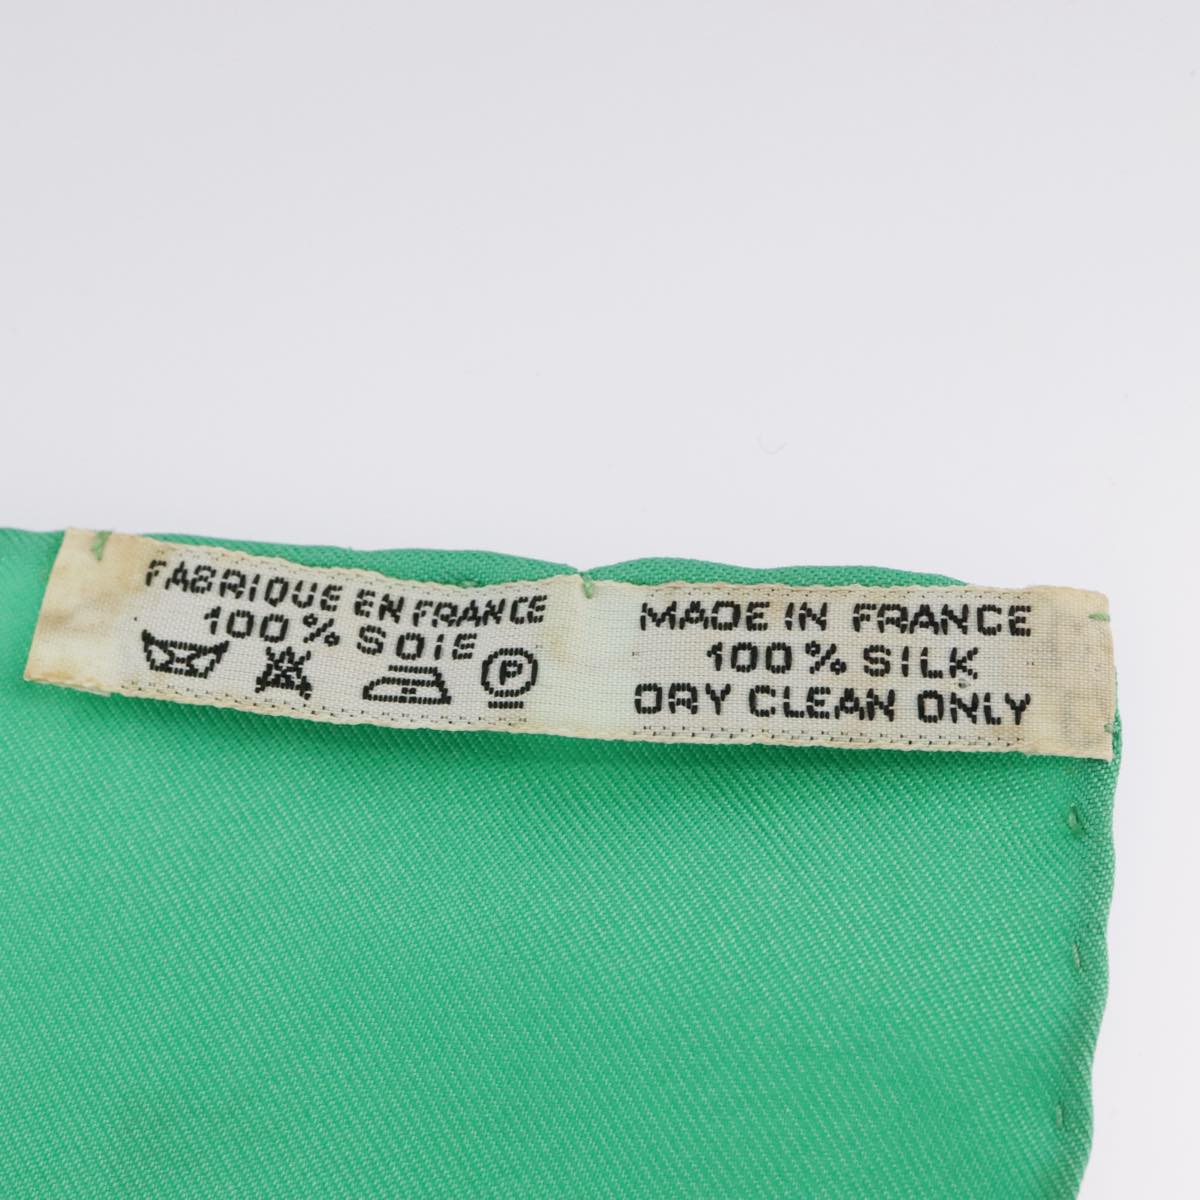 FABRIQUE EN FRANCE
100% SOIE
P
MADE IN FRANCE
100% SILK
DRY CLEAN ONLY